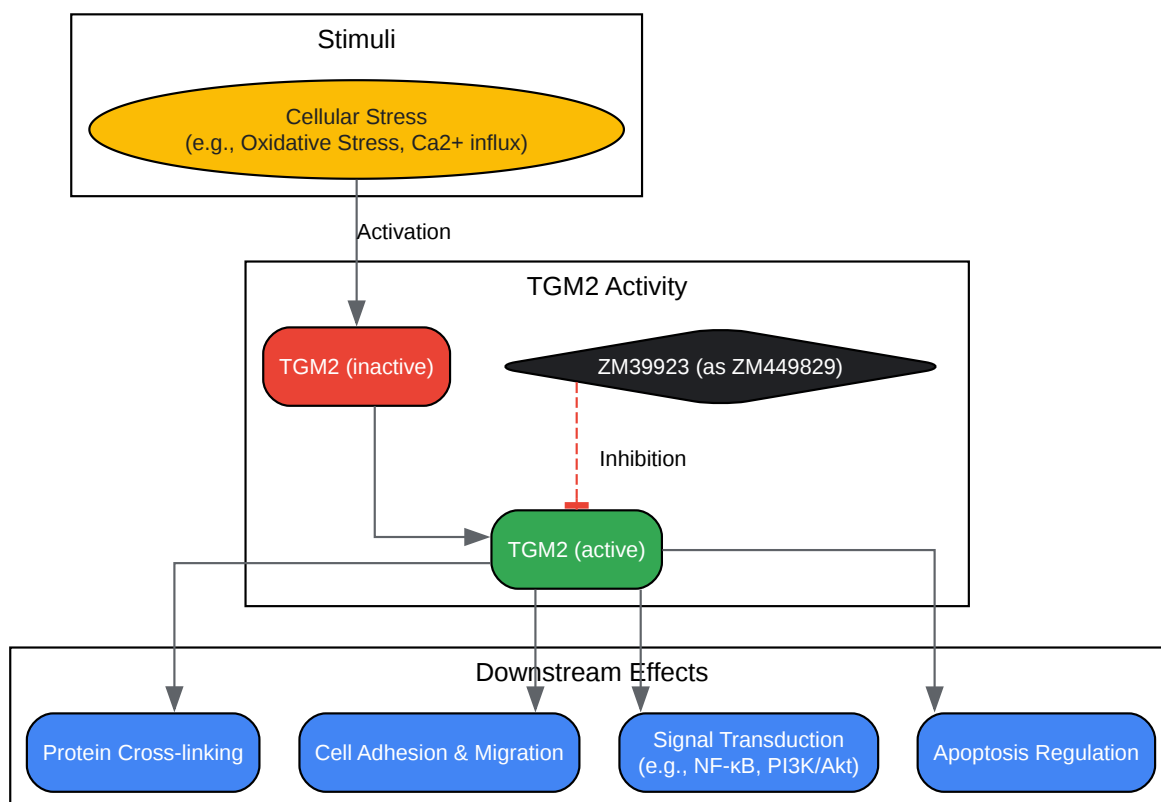 Stimuli
Cellular Stress
(e.g., Oxidative Stress, Ca2+ influx)
Activation
TGM2 Activity
TGM2 (inactive)
ZM39923 (as ZM449829)
Inhibition
TGM2 (active)
Downstream Effects
Protein Cross-linking
Cell Adhesion & Migration
Signal Transduction
(e.g., NF-κB, PI3K/Akt)
Apoptosis Regulation